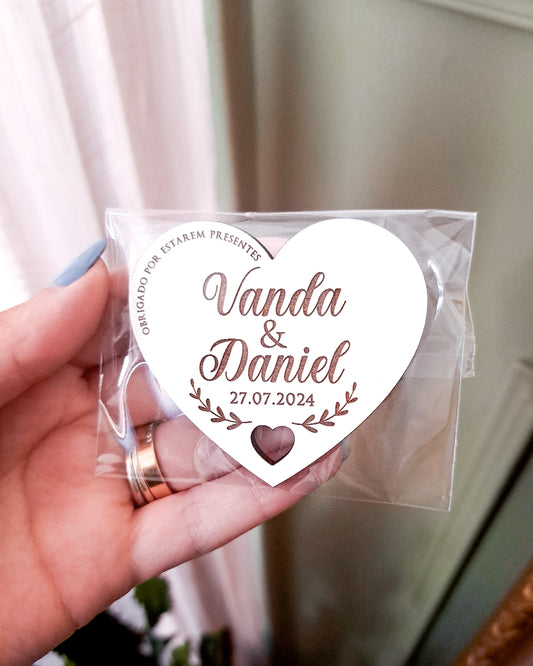 OBRIGADO POR ESTAREM PRESENTES
Vanda
&
Daniel
27.07.2024